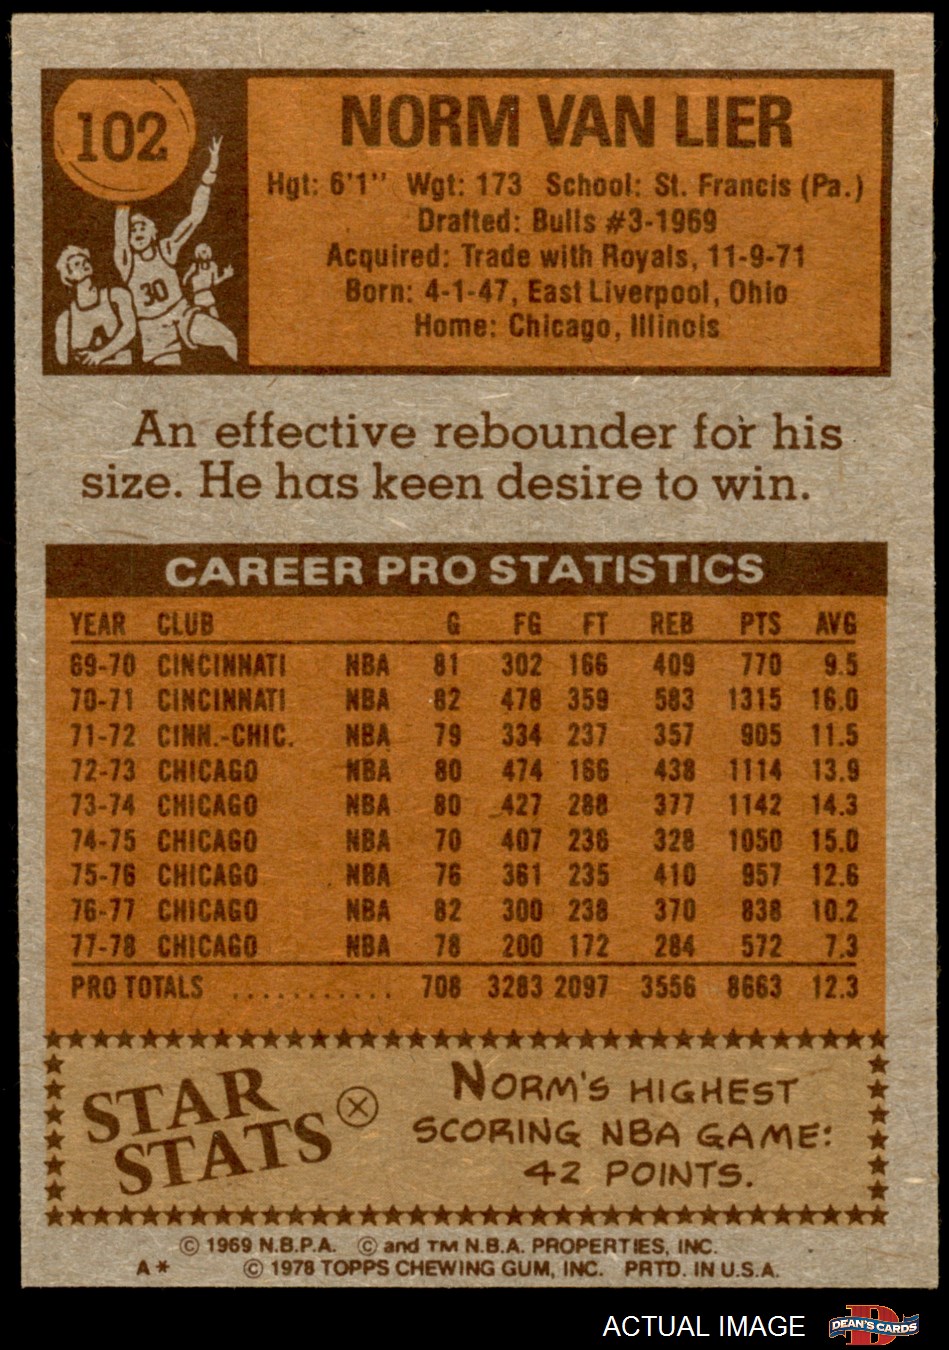 102
NORM VAN LIER
Hgt: 6'1" Wgt: 173 School: St. Francis (Pa.)
Drafted: Bulls #3-1969
Acquired: Trade with Royals, 11-9-71
Born: 4-1-47, East Liverpool, Ohio
Home: Chicago, Illinois
30
An effective rebounder for his
size. He has keen desire to win.
CAREER PRO STATISTICS
YEAR CLUB G FG FT REB PTS AVG
69-70 CINCINNATI NBA 81 302 166 409 770 9.5
70-71 CINCINNATI NBA 82 478 359 583 1315 16.0
71-72 CINN.-CHIC. NBA 79 334 237 357 905 11.5
72-73 CHICAGO NBA 80 474 166 438 1114 13.9
73-74 CHICAGO NBA 80 427 288 377 1142 14.3
74-75 CHICAGO NBA 70 407 236 328 1050 15.0
75-76 CHICAGO NBA 76 361 235 410 957 12.6
76-77 CHICAGO NBA 82 300 238 370 838 10.2
77-78 CHICAGO NBA 78 200 172 284 572 7.3
PRO TOTALS ........... 708 3283 2097 3556 8663 12.3
STAR
STATS
NORM'S HIGHEST
SCORING NBA GAME:
42 POINTS.
© 1969 N.B.P.A. © and TM N.B.A. PROPERTIES, INC.
A* © 1978 TOPPS CHEWING GUM, INC. PRTD. IN U.S.A.
ACTUAL IMAGE
D
DEAN'S CARDS